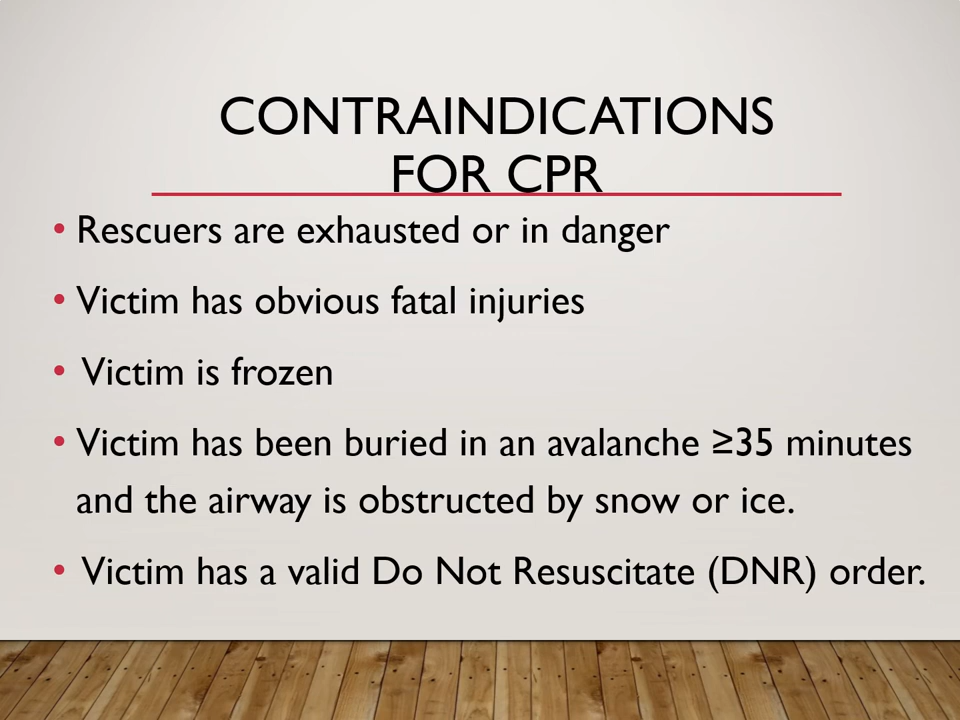 CONTRAINDICATIONS
FOR CPR
• Rescuers are exhausted or in danger
• Victim has obvious fatal injuries
• Victim is frozen
• Victim has been buried in an avalanche ≥35 minutes
and the airway is obstructed by snow or ice.
• Victim has a valid Do Not Resuscitate (DNR) order.